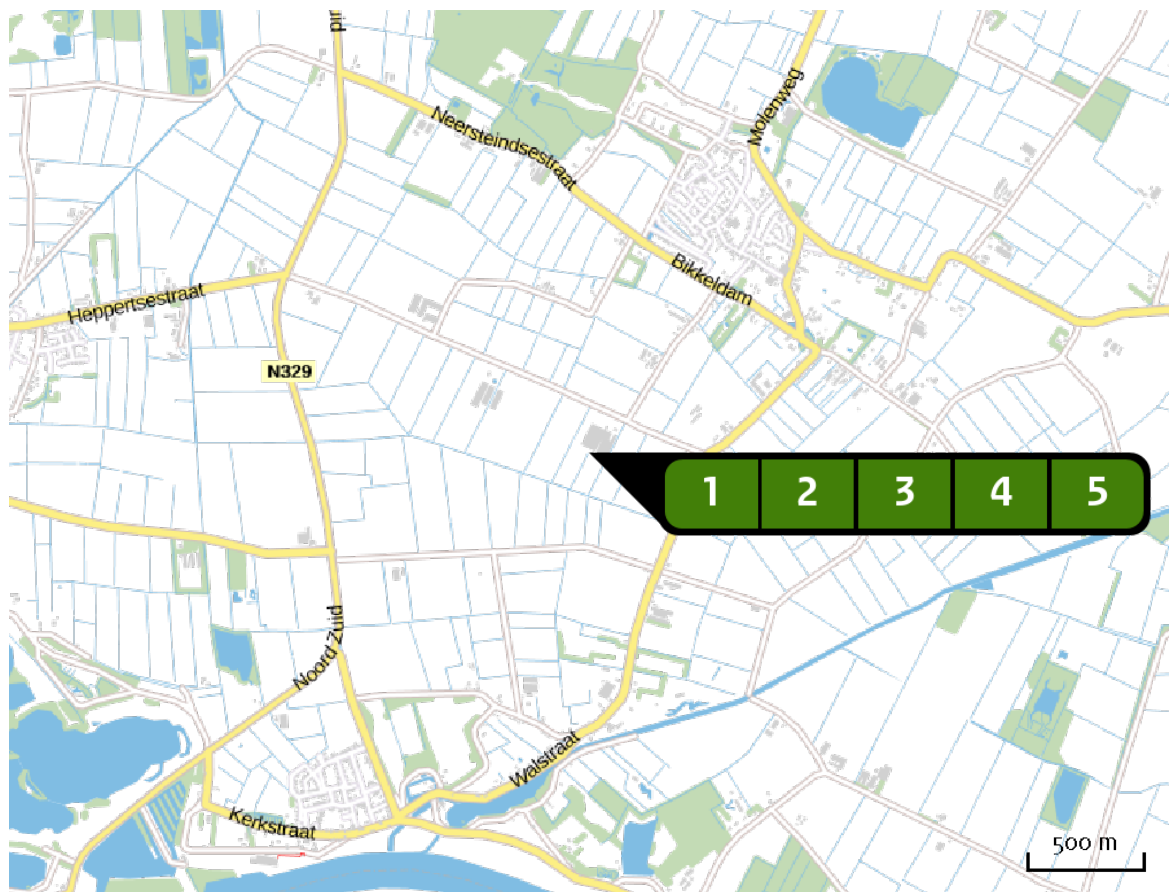 Neersteindsestraat
Molenweg
Bikkeldam
Heppertsestraat
N329
1 2 3 4 5
Noord Zuid
Walstraat
Kerkstraat
500 m